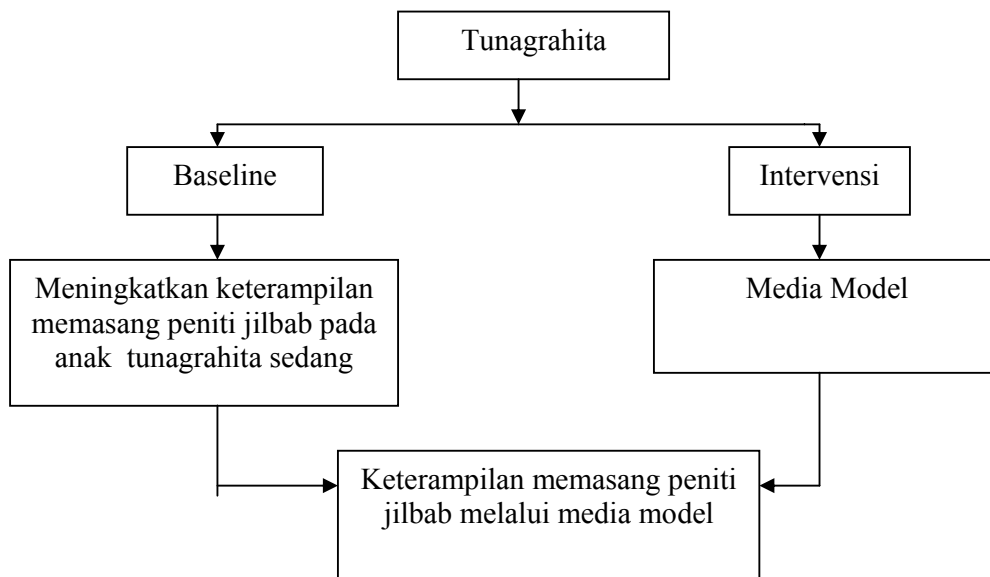 Tunagrahita
Baseline
Intervensi
Meningkatkan keterampilan
memasang peniti jilbab pada
anak tunagrahita sedang
Media Model
Keterampilan memasang peniti
jilbab melalui media model